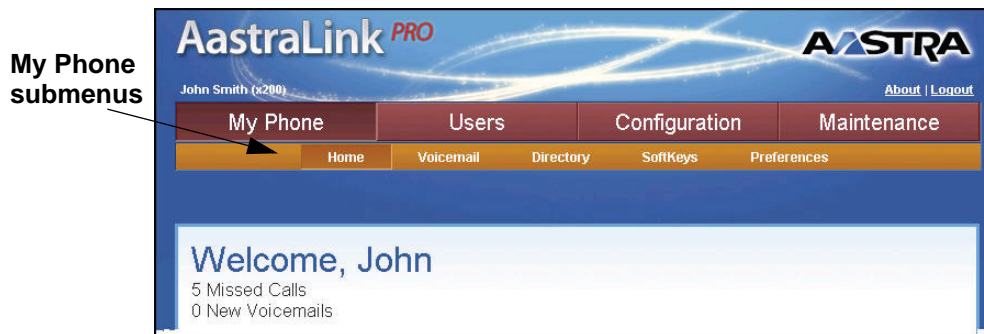 My Phone
submenus
AastraLink PRO
AASTRA
John Smith (x200)
About | Logout
My Phone Users Configuration Maintenance
Home Voicemail Directory SoftKeys Preferences
Welcome, John
5 Missed Calls
0 New Voicemails